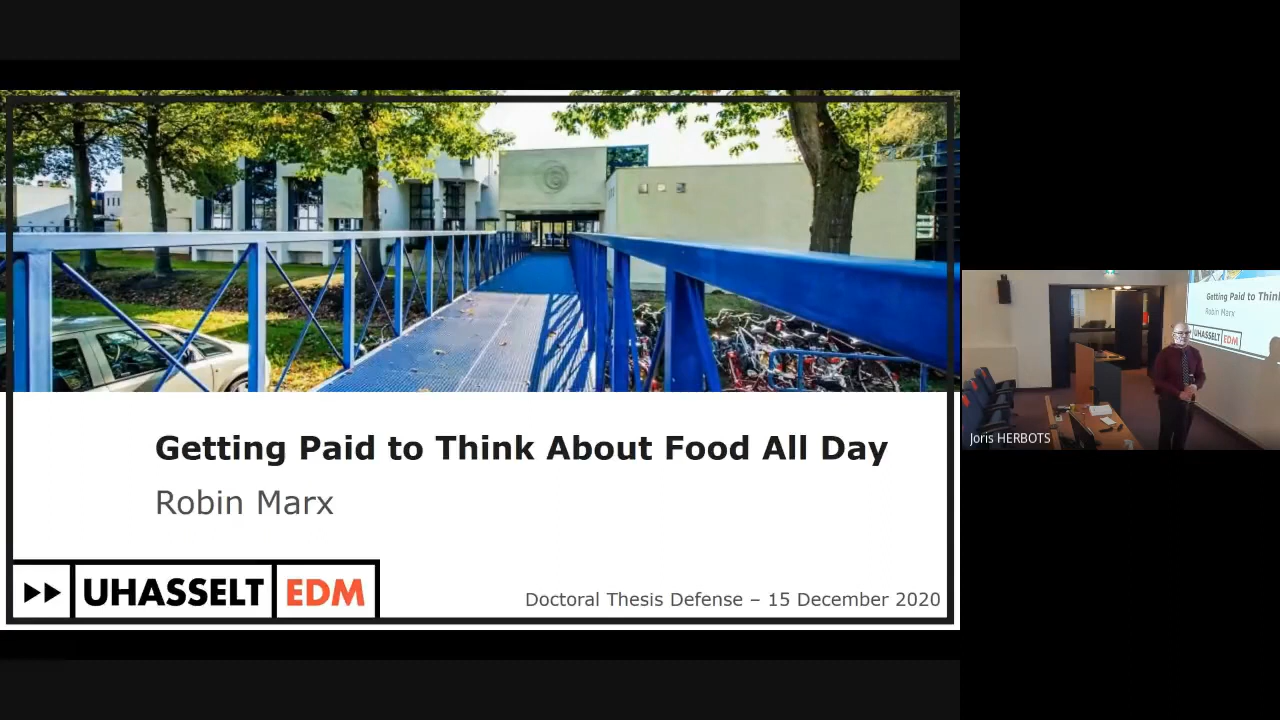 Getting Paid to Think About Food All Day
Robin Marx
UHASSELT EDM
Doctoral Thesis Defense – 15 December 2020
Getting Paid to Thin
Robin Marx
UHASSELT EDM
Joris HERBOTS